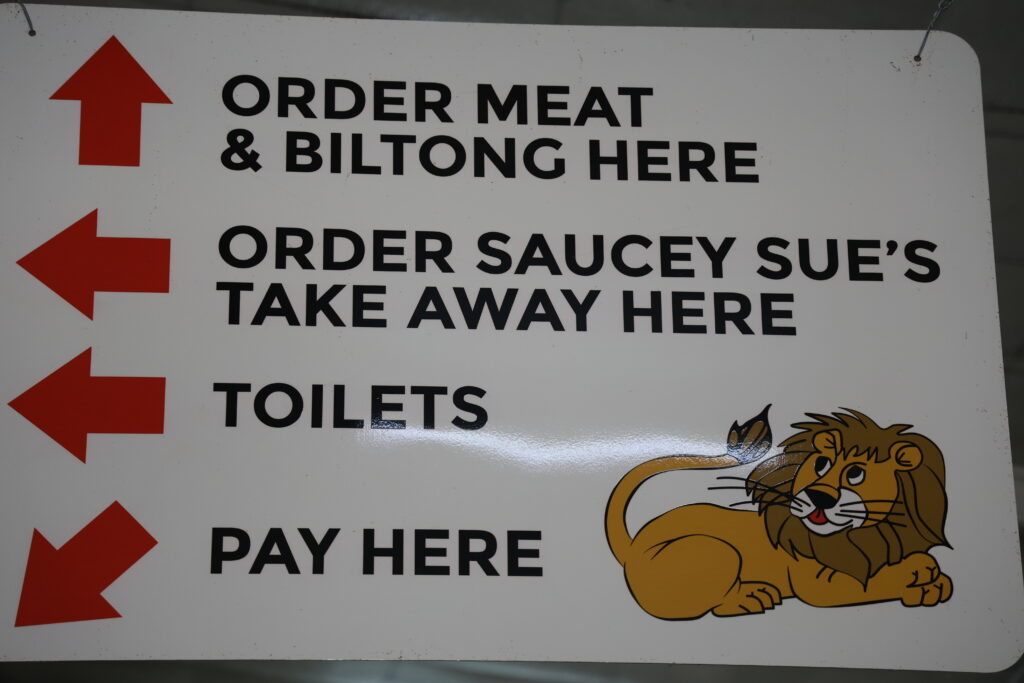 ORDER MEAT
& BILTONG HERE
ORDER SAUCEY SUE'S
TAKE AWAY HERE
TOILETS
PAY HERE